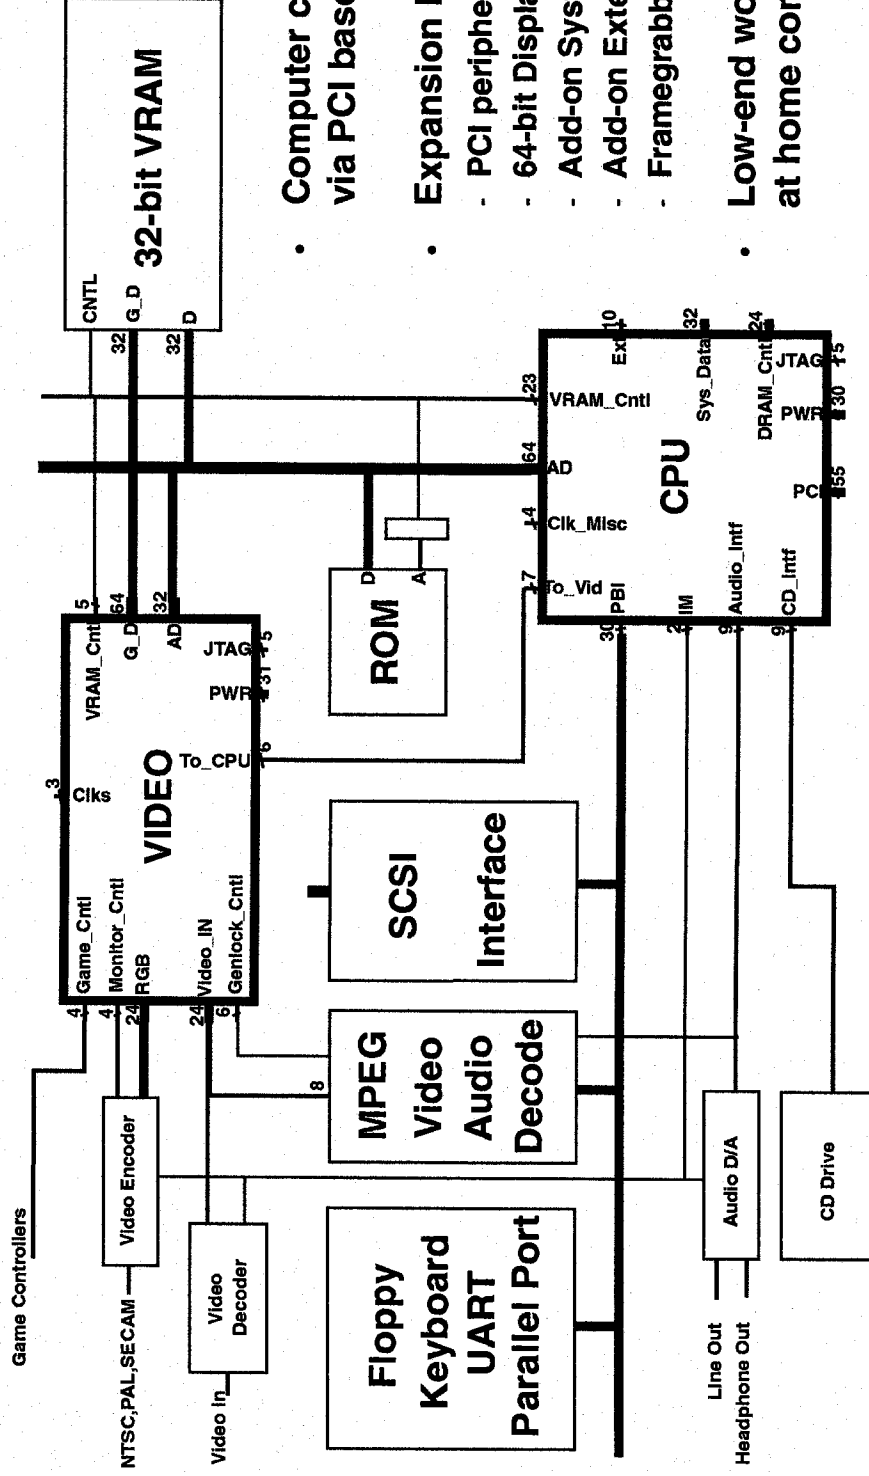 Game Controllers
NTSC,PAL,SECAM
Video In
Video Encoder
Video
Decoder
4
4
24
24
6
Game_Cntl
Monitor_Cntl
RGB
Video_IN
Genlock_Cntl
3
Clks
VIDEO
To_CPU
6
PWR
31
JTAG
5
VRAM_Cntl
G_D
AD
5
64
32
CNTL
G_D
D
32
32
32-bit VRAM
Floppy
Keyboard
UART
Parallel Port
8
MPEG
Video
Audio
Decode
SCSI
Interface
ROM
D
A
Line Out
Headphone Out
Audio D/A
CD Drive
30
2
9
9
PBI
IM
Audio_Intf
CD_Intf
7
To_Vid
4
Clk_Misc
64
AD
23
VRAM_Cntl
CPU
PCI
55
PWR
30
JTAG
5
Ext
10
Sys_Data
32
DRAM_Cntl
24
• Computer c
via PCI base
• Expansion
- PCI periphe
- 64-bit Displa
- Add-on Sys
- Add-on Exte
- Framegrabb
• Low-end wo
at home cor